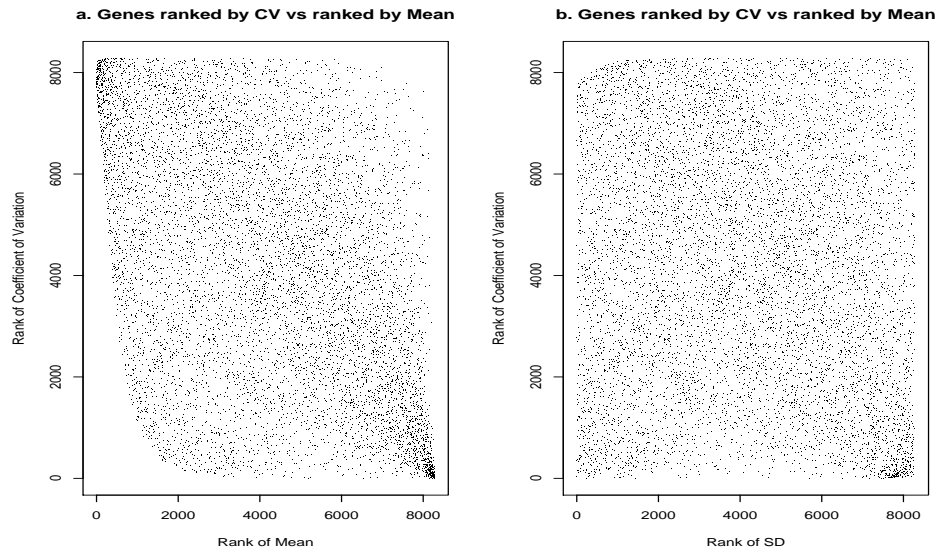 a. Genes ranked by CV vs ranked by Mean
Rank of Coefficient of Variation
8000
6000
4000
2000
0
0 2000 4000 6000 8000
Rank of Mean
b. Genes ranked by CV vs ranked by Mean
Rank of Coefficient of Variation
8000
6000
4000
2000
0
0 2000 4000 6000 8000
Rank of SD